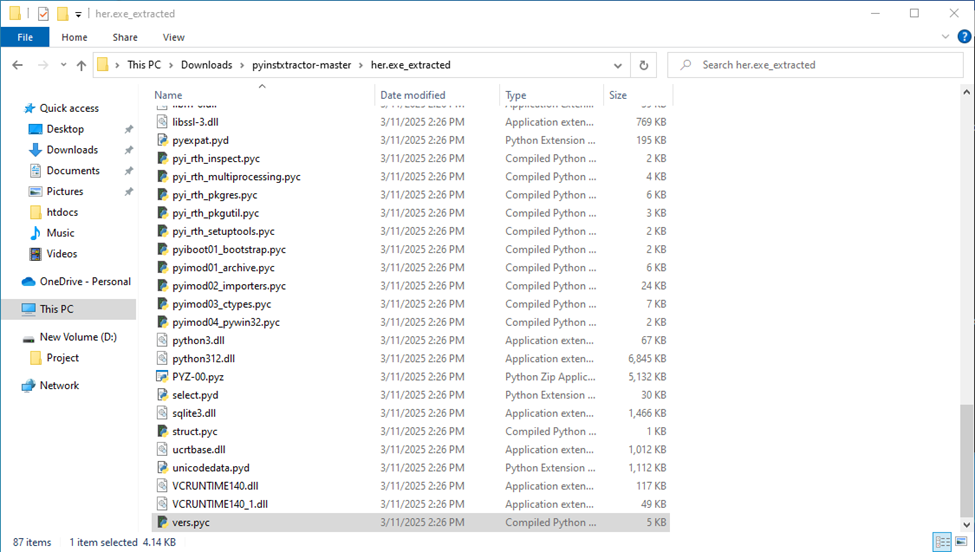 her.exe_extracted
File Home Share View
This PC > Downloads > pyinstxtractor-master > her.exe_extracted
Search her.exe_extracted
Quick access
Desktop
Downloads
Documents
Pictures
htdocs
Music
Videos
OneDrive - Personal
This PC
New Volume (D:)
Project
Network
Name Date modified Type Size
libssl-3.dll 3/11/2025 2:26 PM Application exten... 769 KB
pyexpat.pyd 3/11/2025 2:26 PM Python Extension ... 195 KB
pyi_rth_inspect.pyc 3/11/2025 2:26 PM Compiled Python ... 2 KB
pyi_rth_multiprocessing.pyc 3/11/2025 2:26 PM Compiled Python ... 4 KB
pyi_rth_pkgres.pyc 3/11/2025 2:26 PM Compiled Python ... 6 KB
pyi_rth_pkgutil.pyc 3/11/2025 2:26 PM Compiled Python ... 3 KB
pyi_rth_setuptools.pyc 3/11/2025 2:26 PM Compiled Python ... 2 KB
pyiboot01_bootstrap.pyc 3/11/2025 2:26 PM Compiled Python ... 2 KB
pyimod01_archive.pyc 3/11/2025 2:26 PM Compiled Python ... 6 KB
pyimod02_importers.pyc 3/11/2025 2:26 PM Compiled Python ... 24 KB
pyimod03_ctypes.pyc 3/11/2025 2:26 PM Compiled Python ... 7 KB
pyimod04_pywin32.pyc 3/11/2025 2:26 PM Compiled Python ... 2 KB
python3.dll 3/11/2025 2:26 PM Application exten... 67 KB
python312.dll 3/11/2025 2:26 PM Application exten... 6,845 KB
PYZ-00.pyz 3/11/2025 2:26 PM Python Zip Applic... 5,132 KB
select.pyd 3/11/2025 2:26 PM Python Extension ... 30 KB
sqlite3.dll 3/11/2025 2:26 PM Application exten... 1,466 KB
struct.pyc 3/11/2025 2:26 PM Compiled Python ... 1 KB
ucrtbase.dll 3/11/2025 2:26 PM Application exten... 1,012 KB
unicodedata.pyd 3/11/2025 2:26 PM Python Extension ... 1,112 KB
VCRUNTIME140.dll 3/11/2025 2:26 PM Application exten... 117 KB
VCRUNTIME140_1.dll 3/11/2025 2:26 PM Application exten... 49 KB
vers.pyc 3/11/2025 2:26 PM Compiled Python ... 5 KB
87 items 1 item selected 4.14 KB